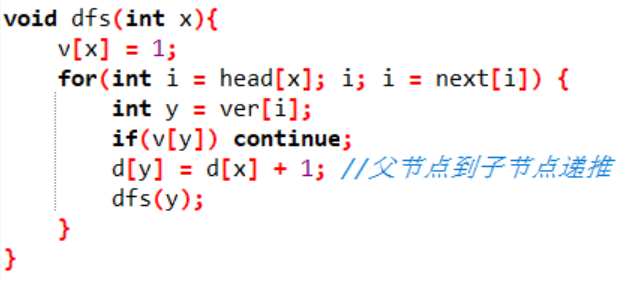 void dfs(int x){
    v[x] = 1;
    for(int i = head[x]; i; i = next[i]) {
        int y = ver[i];
        if(v[y]) continue;
        d[y] = d[x] + 1; //父节点到子节点递推
        dfs(y);
    }
}